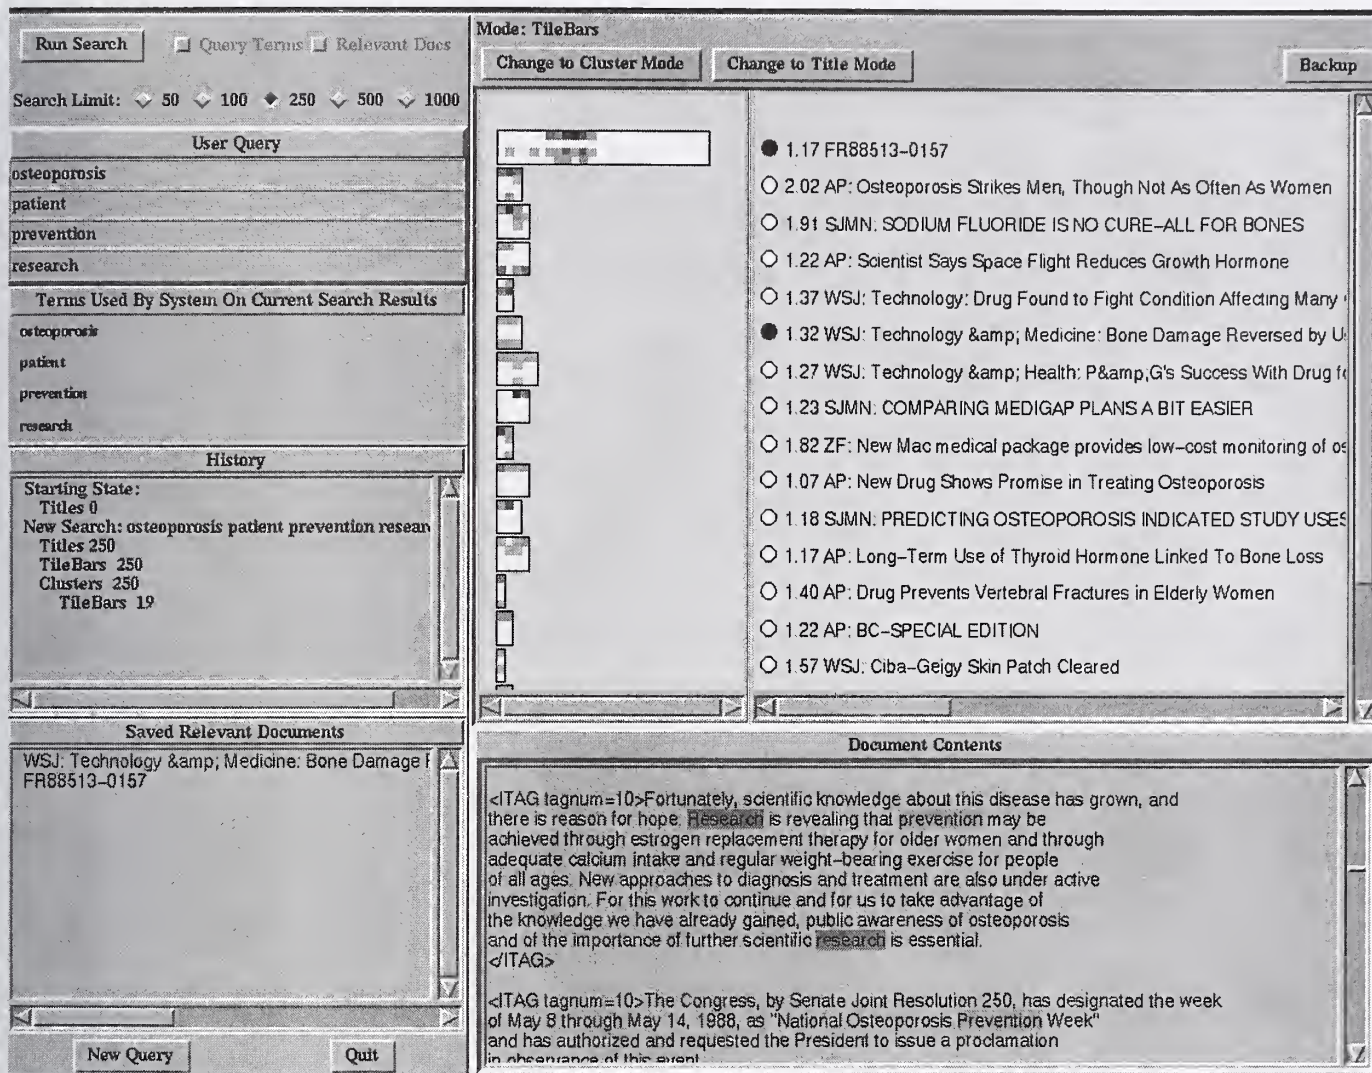 Run Search
Query Terms
Relevant Docs
Search Limit: 50 100 250 500 1000
User Query
osteoporosis
patient
prevention
research
Terms Used By System On Current Search Results
osteoporosis
patient
prevention
research
History
Starting State:
Titles 0
New Search: osteoporosis patient prevention resear
Titles 250
TileBars 250
Clusters 250
TileBars 19
Saved Relevant Documents
WSJ: Technology &amp; Medicine: Bone Damage
FR88513-0157
New Query
Quit
Mode: TileBars
Change to Cluster Mode
Change to Title Mode
Backup
1.17 FR88513-0157
2.02 AP: Osteoporosis Strikes Men, Though Not As Often As Women
1.91 SJMN: SODIUM FLUORIDE IS NO CURE-ALL FOR BONES
1.22 AP: Scientist Says Space Flight Reduces Growth Hormone
1.37 WSJ: Technology: Drug Found to Fight Condition Affecting Many
1.32 WSJ: Technology &amp; Medicine: Bone Damage Reversed by U
1.27 WSJ: Technology &amp; Health: P&amp;G's Success With Drug f
1.23 SJMN: COMPARING MEDIGAP PLANS A BIT EASIER
1.82 ZF: New Mac medical package provides low-cost monitoring of os
1.07 AP: New Drug Shows Promise in Treating Osteoporosis
1.18 SJMN: PREDICTING OSTEOPOROSIS INDICATED STUDY USES
1.17 AP: Long-Term Use of Thyroid Hormone Linked To Bone Loss
1.40 AP: Drug Prevents Vertebral Fractures in Elderly Women
1.22 AP: BC-SPECIAL EDITION
1.57 WSJ: Ciba-Geigy Skin Patch Cleared
Document Contents
<ITAG tagnum=10>Fortunately, scientific knowledge about this disease has grown, and
there is reason for hope. Research is revealing that prevention may be
achieved through estrogen replacement therapy for older women and through
adequate calcium intake and regular weight-bearing exercise for people
of all ages. New approaches to diagnosis and treatment are also under active
investigation. For this work to continue and for us to take advantage of
the knowledge we have already gained, public awareness of osteoporosis
and of the importance of further scientific research is essential.
</ITAG>
<ITAG tagnum=10>The Congress, by Senate Joint Resolution 250, has designated the week
of May 8 through May 14, 1988, as "National Osteoporosis Prevention Week"
and has authorized and requested the President to issue a proclamation
in observance of this event